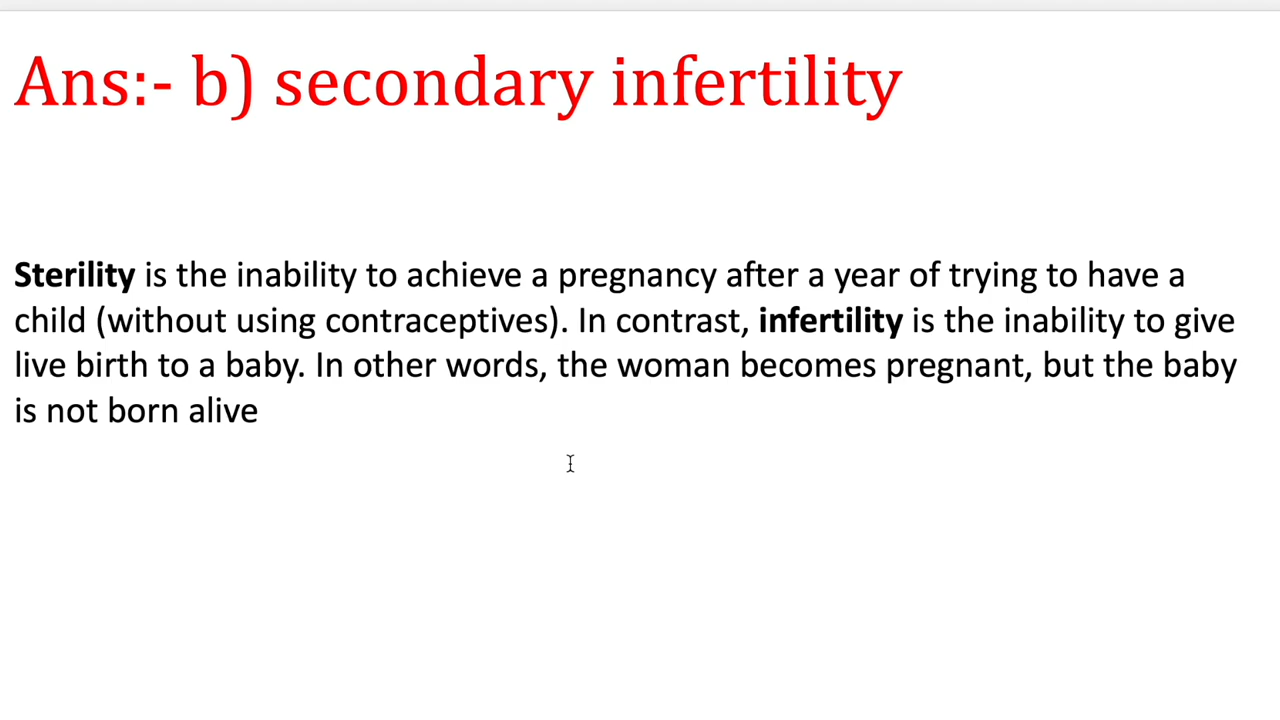 Ans:- b) secondary infertility
Sterility is the inability to achieve a pregnancy after a year of trying to have a
child (without using contraceptives). In contrast, infertility is the inability to give
live birth to a baby. In other words, the woman becomes pregnant, but the baby
is not born alive